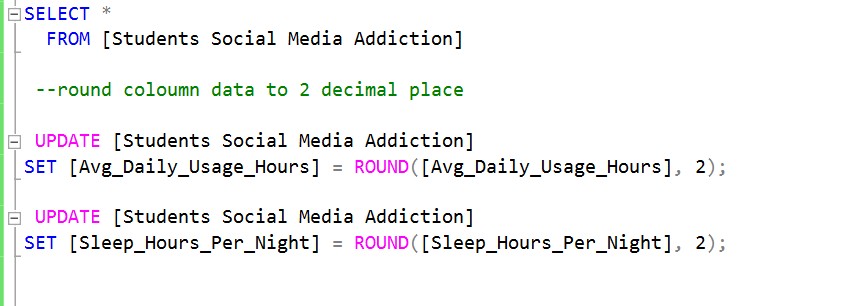 SELECT *
FROM [Students Social Media Addiction]
--round coloumn data to 2 decimal place
UPDATE [Students Social Media Addiction]
SET [Avg_Daily_Usage_Hours] = ROUND([Avg_Daily_Usage_Hours], 2);
UPDATE [Students Social Media Addiction]
SET [Sleep_Hours_Per_Night] = ROUND([Sleep_Hours_Per_Night], 2);